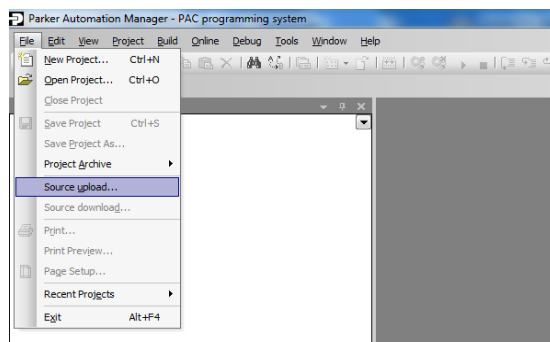 Parker Automation Manager - PAC programming system
File Edit View Project Build Online Debug Tools Window Help
New Project... Ctrl+N
Open Project... Ctrl+O
Close Project
Save Project Ctrl+S
Save Project As...
Project Archive
Source upload...
Source download...
Print...
Print Preview...
Page Setup...
Recent Projects
Exit Alt+F4